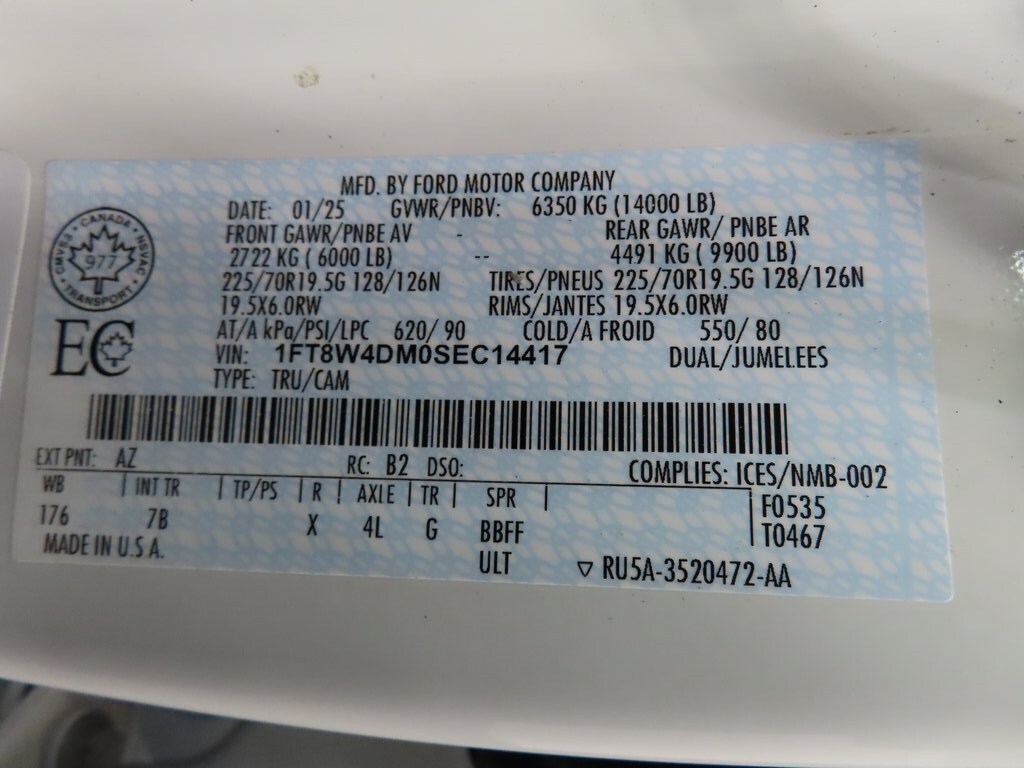 MFD. BY FORD MOTOR COMPANY
DATE: 01/25 GVWR/PNBV: 6350 KG (14000 LB)
FRONT GAWR/PNBE AV - REAR GAWR/ PNBE AR
2722 KG ( 6000 LB) -- 4491 KG ( 9900 LB)
225/70R19.5G 128/126N TIRES/PNEUS 225/70R19.5G 128/126N
19.5X6.0RW RIMS/JANTES 19.5X6.0RW
AT/A kPa/PSI/LPC 620/ 90 COLD/A FROID 550/ 80
VIN: 1FT8W4DM0SEC14417 DUAL/JUMELEES
TYPE: TRU/CAM
CANADA
CMVSS NSVAC
977
TRANSPORT
EC
EXT PNT: AZ RC: B2 DSO: COMPLIES: ICES/NMB-002
WB INT TR TP/PS R AXLE TR SPR F0535
176 7B X 4L G BBFF T0467
MADE IN U.S.A. ULT RU5A-3520472-AA